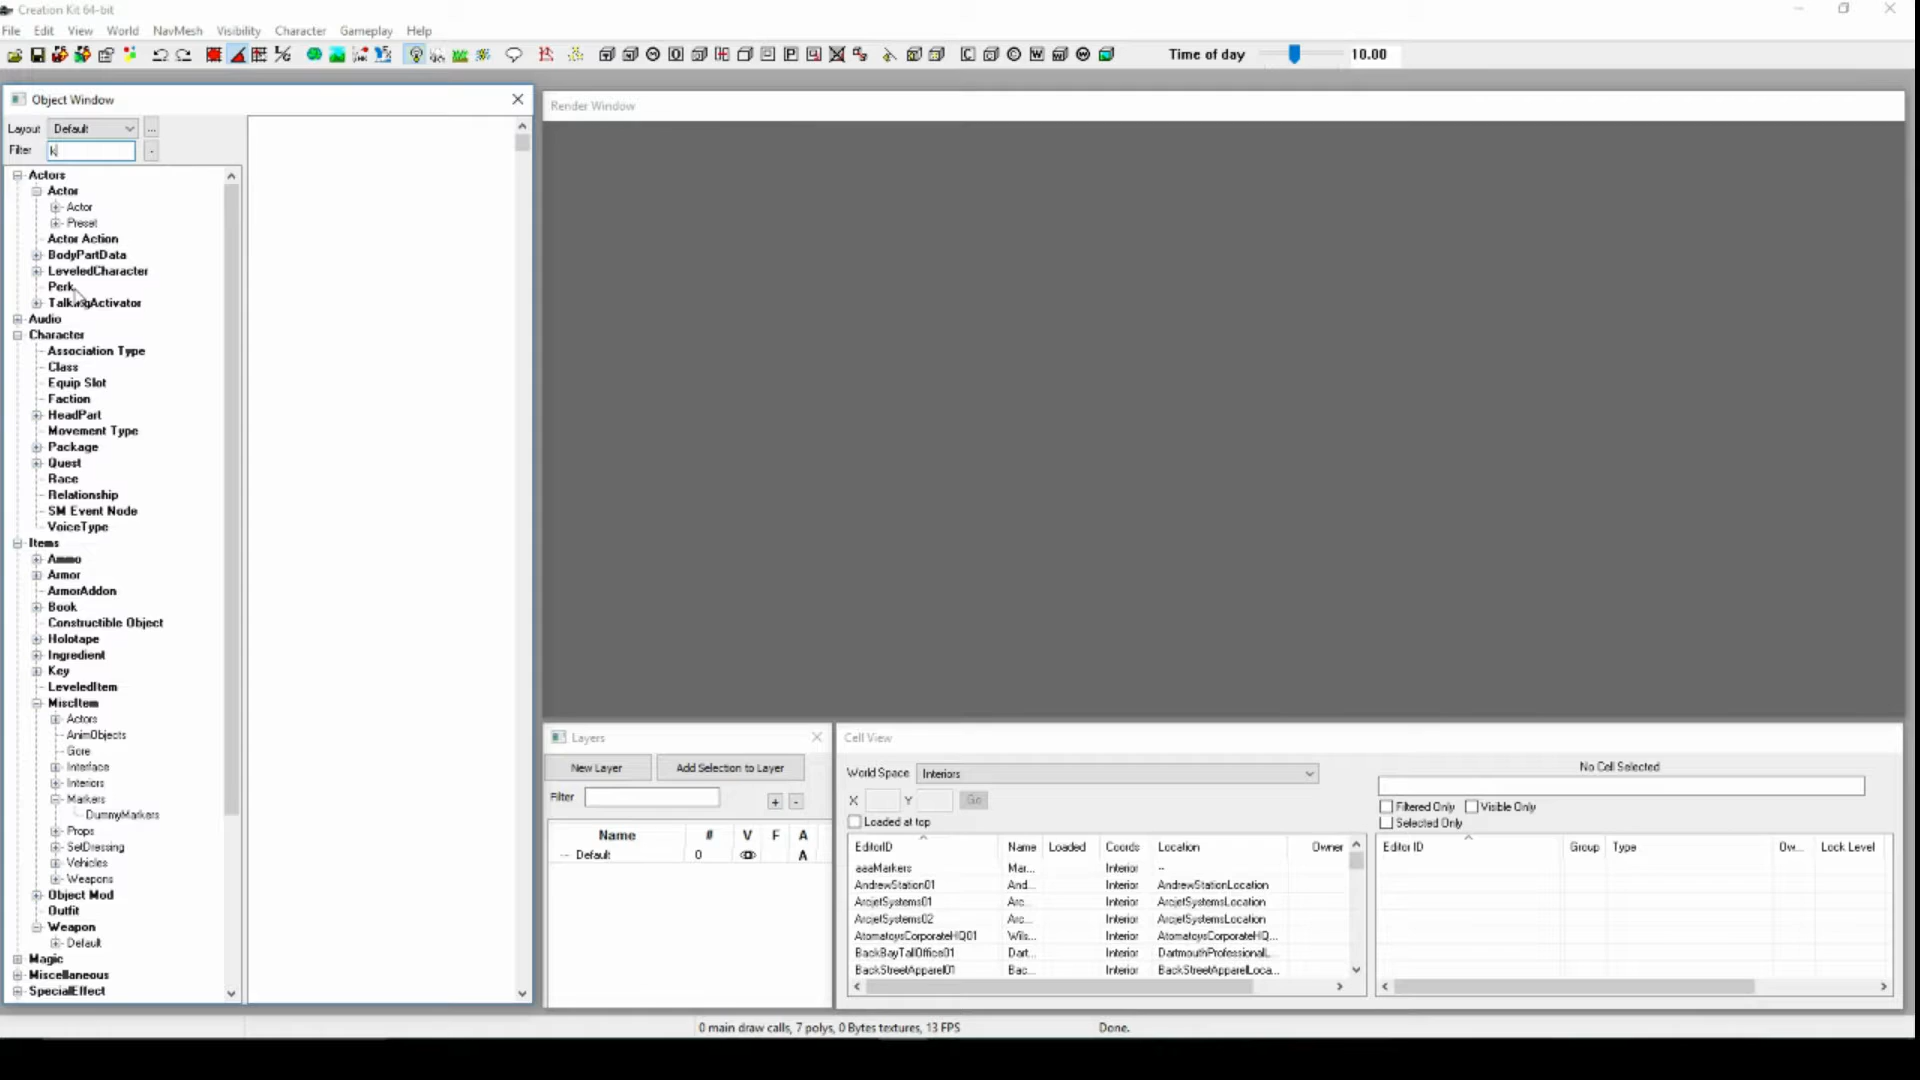 Creation Kit 64-bit
File Edit View World NavMesh Visibility Character Gameplay Help
Time of day 10.00
Object Window
Layout Default ...
Filter k -
Actors
Actor
Actor
Preset
Actor Action
BodyPartData
LeveledCharacter
Perk
TalkingActivator
Audio
Character
Association Type
Class
Equip Slot
Faction
HeadPart
Movement Type
Package
Quest
Race
Relationship
SM Event Node
VoiceType
Items
Ammo
Armor
ArmorAddon
Book
Constructible Object
Holotape
Ingredient
Key
LeveledItem
MiscItem
Actors
AnimObjects
Gore
Interface
Interiors
Markers
DummyMarkers
Props
SetDressing
Vehicles
Weapons
Object Mod
Outfit
Weapon
Default
Magic
Miscellaneous
SpecialEffect
Render Window
Layers
New Layer Add Selection to Layer
Filter + -
Name # V F A
Default 0 A
Cell View
World Space Interiors
X Y Go
Loaded at top
EditorID Name Loaded Coords Location Owner
aaaMarkers Mar... Interior --
AndrewStation01 And... Interior AndrewStationLocation
ArcjetSystems01 Arc... Interior ArcjetSystemsLocation
ArcjetSystems02 Arc... Interior ArcjetSystemsLocation
AtomatoysCorporateHQ01 Wils... Interior AtomatoysCorporateHQ...
BackBayTallOffice01 Dart... Interior DartmouthProfessionalL...
BackStreetApparel01 Bac... Interior BackStreetApparelLoca...
No Cell Selected
Filtered Only Visible Only
Selected Only
Editor ID Group Type Ow... Lock Level
0 main draw calls, 7 polys, 0 Bytes textures, 13 FPS Done.